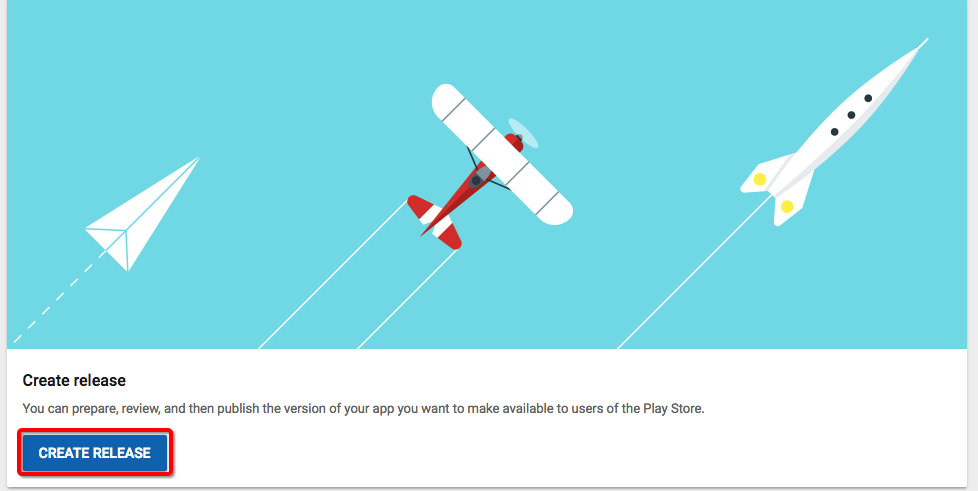 Create release
You can prepare, review, and then publish the version of your app you want to make available to users of the Play Store.
CREATE RELEASE